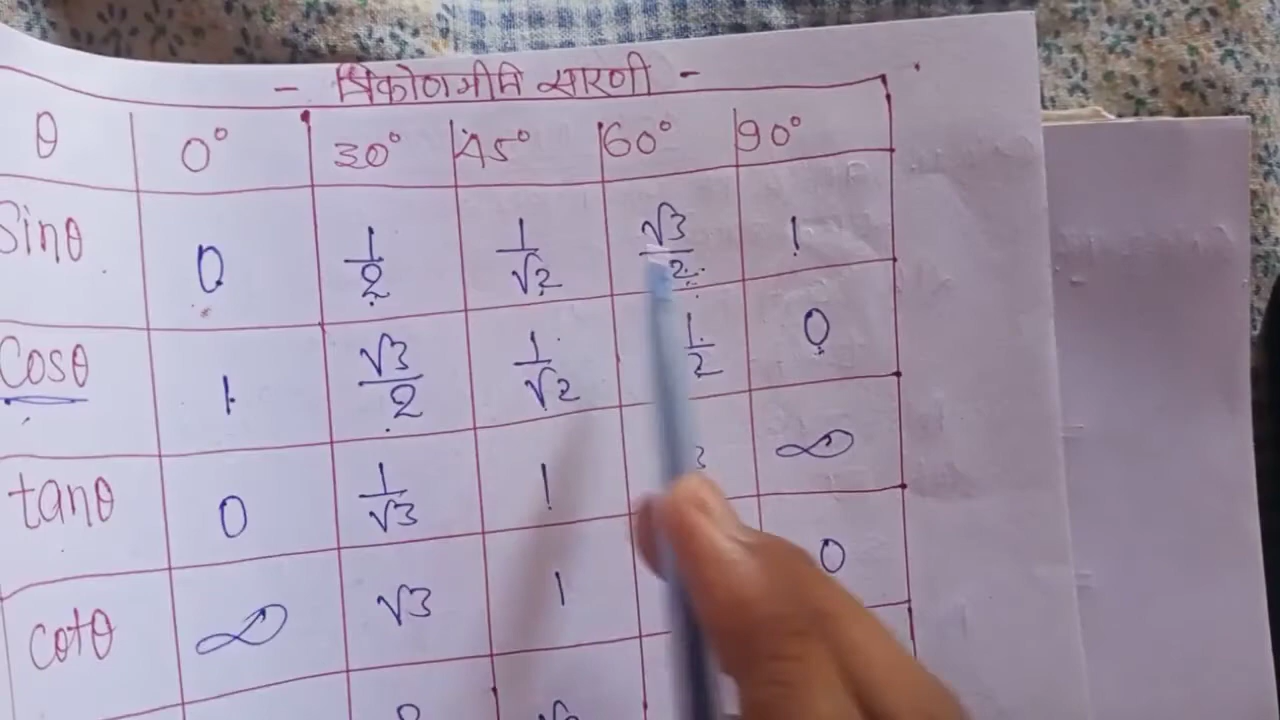 - त्रिकोणमीति सारणी -
θ 0° 30° 45° 60° 90°
Sinθ 0 1/2 1/√2 √3/2 1
Cosθ 1 √3/2 1/√2 1/2 0
tanθ 0 1/√3 1 3 ∞
cotθ ∞ √3 1 0